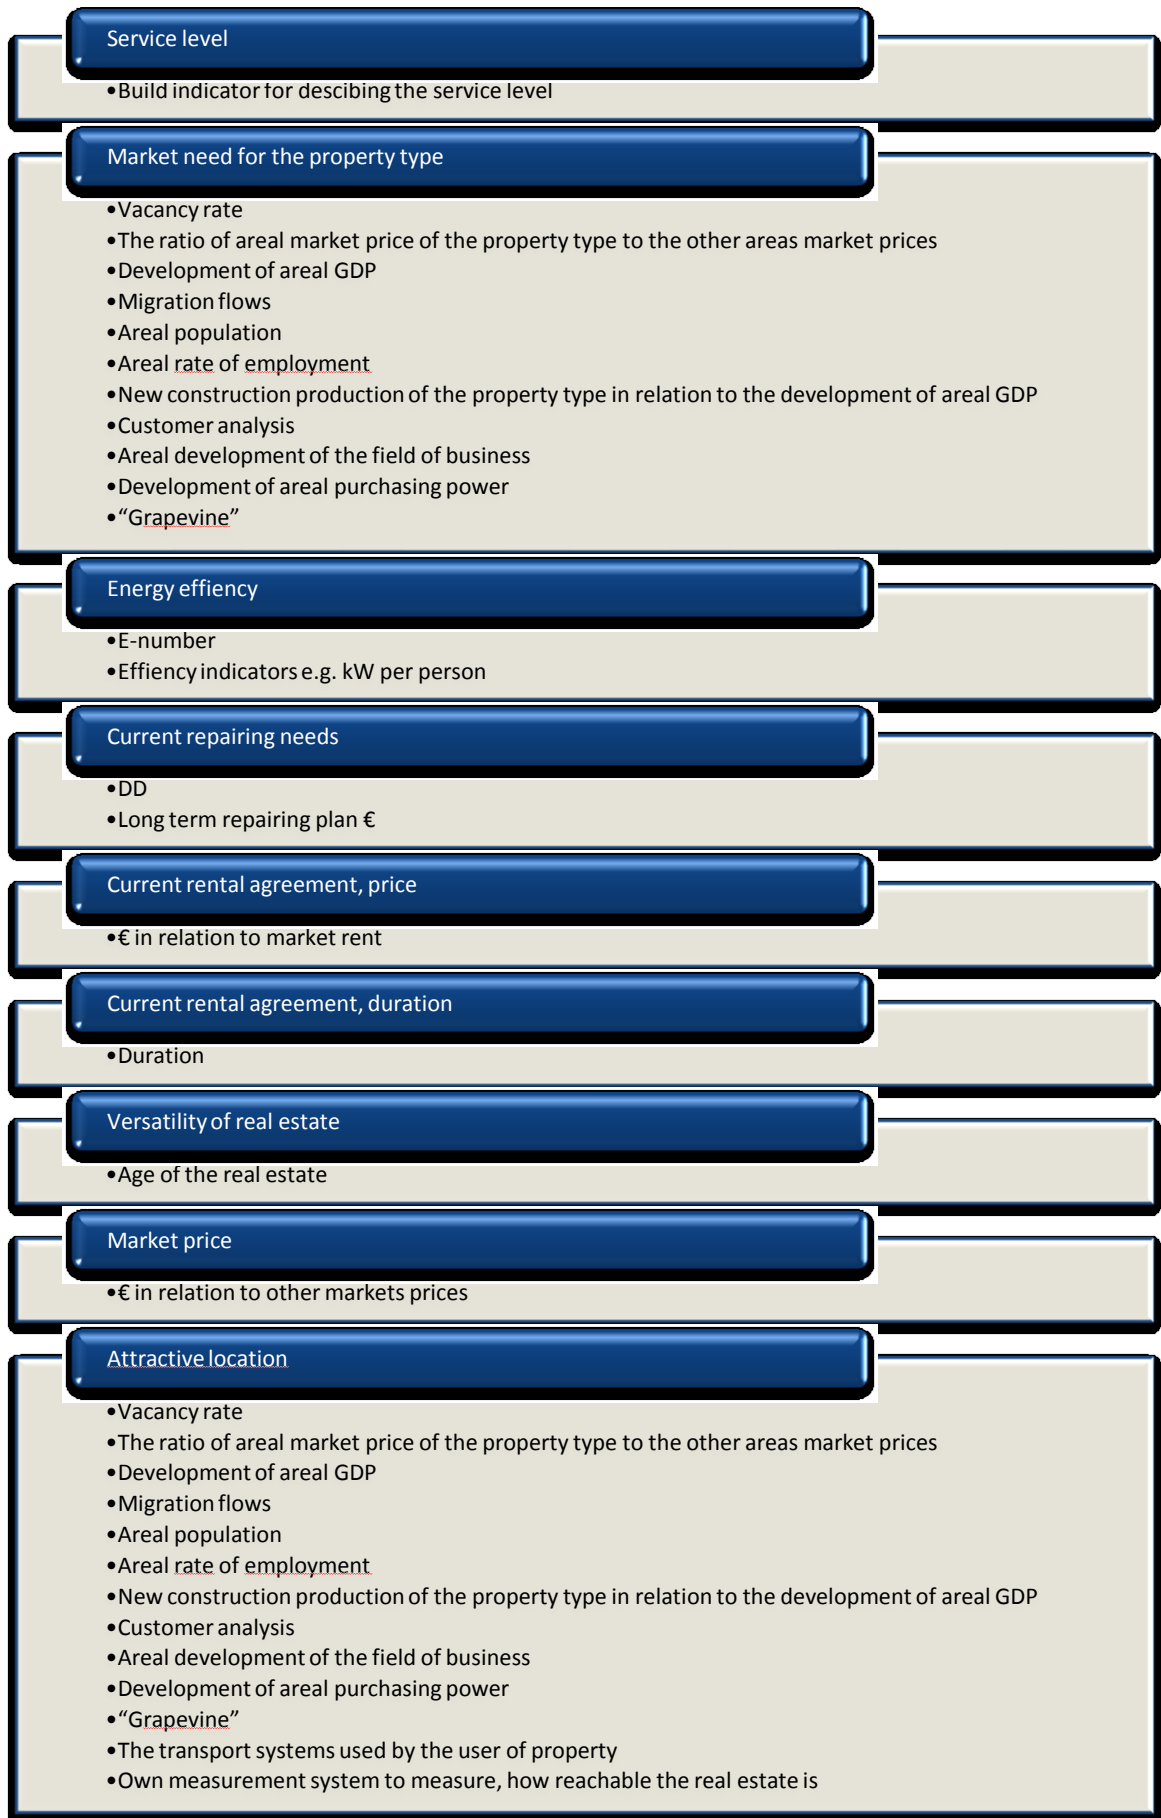 Service level
•Build indicator for descibing the service level
Market need for the property type
•Vacancy rate
•The ratio of areal market price of the property type to the other areas market prices
•Development of areal GDP
•Migration flows
•Areal population
•Areal rate of employment
•New construction production of the property type in relation to the development of areal GDP
•Customer analysis
•Areal development of the field of business
•Development of areal purchasing power
•“Grapevine”
Energy effiency
•E-number
•Effiency indicators e.g. kW per person
Current repairing needs
•DD
•Long term repairing plan €
Current rental agreement, price
•€ in relation to market rent
Current rental agreement, duration
•Duration
Versatility of real estate
•Age of the real estate
Market price
•€ in relation to other markets prices
Attractive location
•Vacancy rate
•The ratio of areal market price of the property type to the other areas market prices
•Development of areal GDP
•Migration flows
•Areal population
•Areal rate of employment
•New construction production of the property type in relation to the development of areal GDP
•Customer analysis
•Areal development of the field of business
•Development of areal purchasing power
•“Grapevine”
•The transport systems used by the user of property
•Own measurement system to measure, how reachable the real estate is